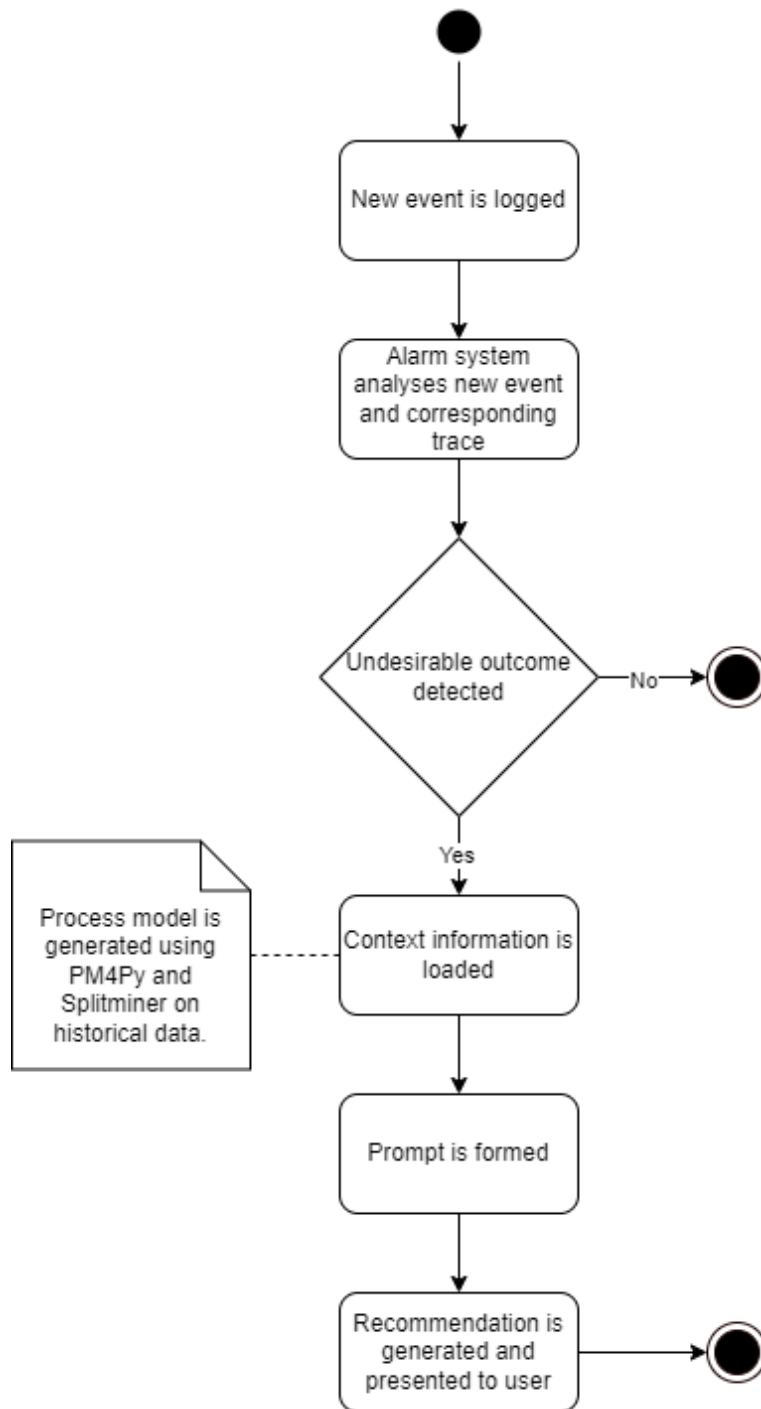 New event is logged
Alarm system
analyses new event
and corresponding
trace
Undesirable outcome
detected
No
Yes
Process model is
generated using
PM4Py and
Splitminer on
historical data.
Context information is
loaded
Prompt is formed
Recommendation is
generated and
presented to user